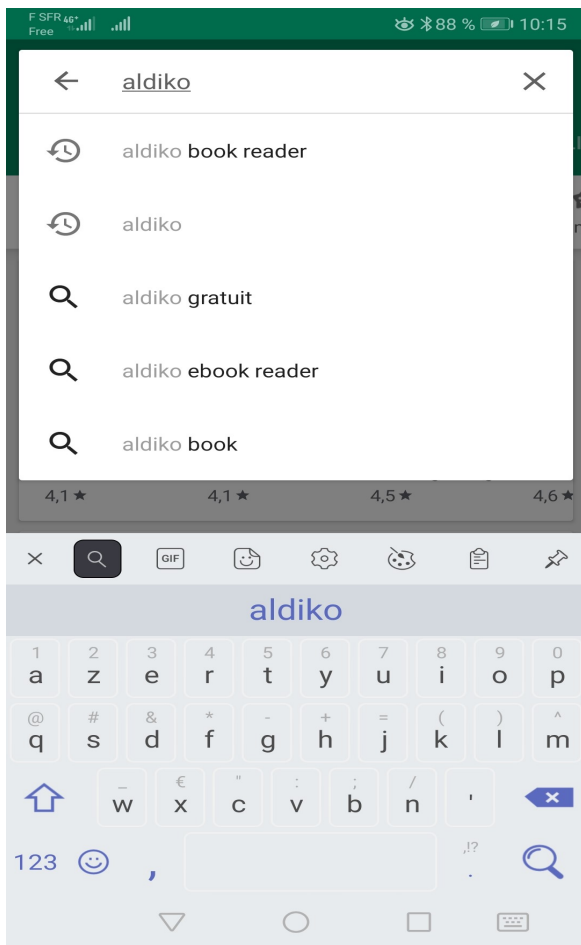 F SFR 4G+
Free
88 % 10:15
aldiko
aldiko book reader
aldiko
aldiko gratuit
aldiko ebook reader
aldiko book
4,1 ★ 4,1 ★ 4,5 ★ 4,6 ★
GIF
aldiko
1 2 3 4 5 6 7 8 9 0
a z e r t y u i o p
@ # & * - + = ( ) ^
q s d f g h j k l m
_ € " : ; /
w x c v b n '
123 , ,!?
.